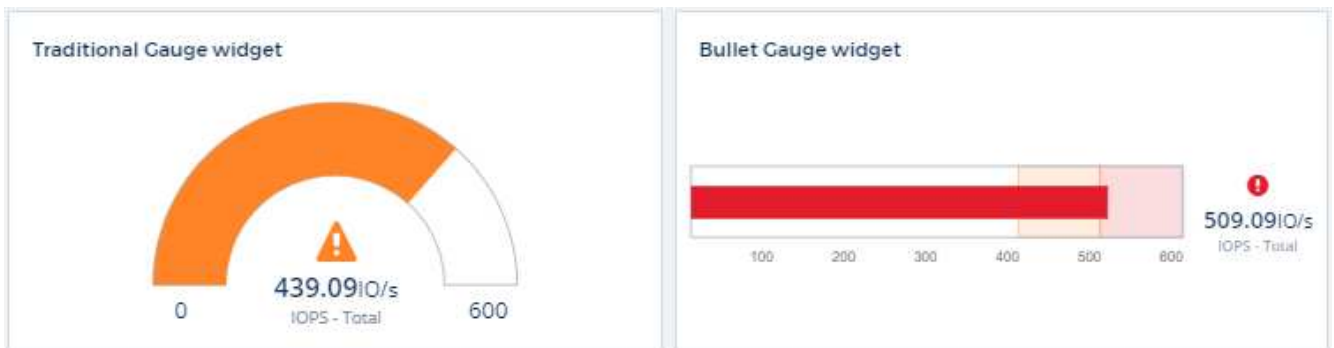 Traditional Gauge widget
439.09IO/s
0
IOPS - Total
600
Bullet Gauge widget
509.09IO/s
IOPS - Total
100 200 300 400 500 600